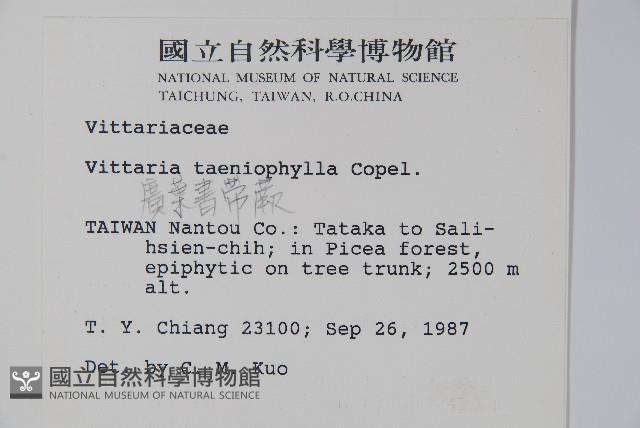 國立自然科學博物館
NATIONAL MUSEUM OF NATURAL SCIENCE
TAICHUNG, TAIWAN, R.O.CHINA
Vittariaceae
Vittaria taeniophylla Copel.
廣葉書帶蕨
TAIWAN Nantou Co.: Tataka to Sali-
hsien-chih; in Picea forest,
epiphytic on tree trunk; 2500 m
alt.
T. Y. Chiang 23100; Sep 26, 1987
Det. by C. M. Kuo
國立自然科學博物館
NATIONAL MUSEUM OF NATURAL SCIENCE